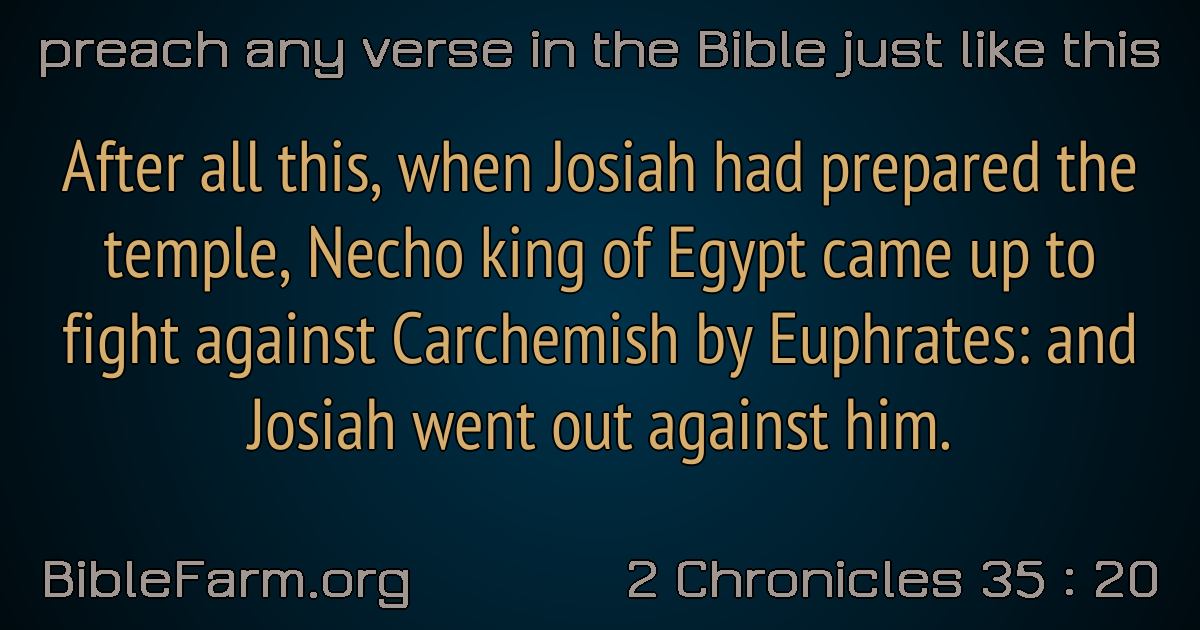 preach any verse in the Bible just like this
After all this, when Josiah had prepared the
temple, Necho king of Egypt came up to
fight against Carchemish by Euphrates: and
Josiah went out against him.
BibleFarm.org
2 Chronicles 35 : 20